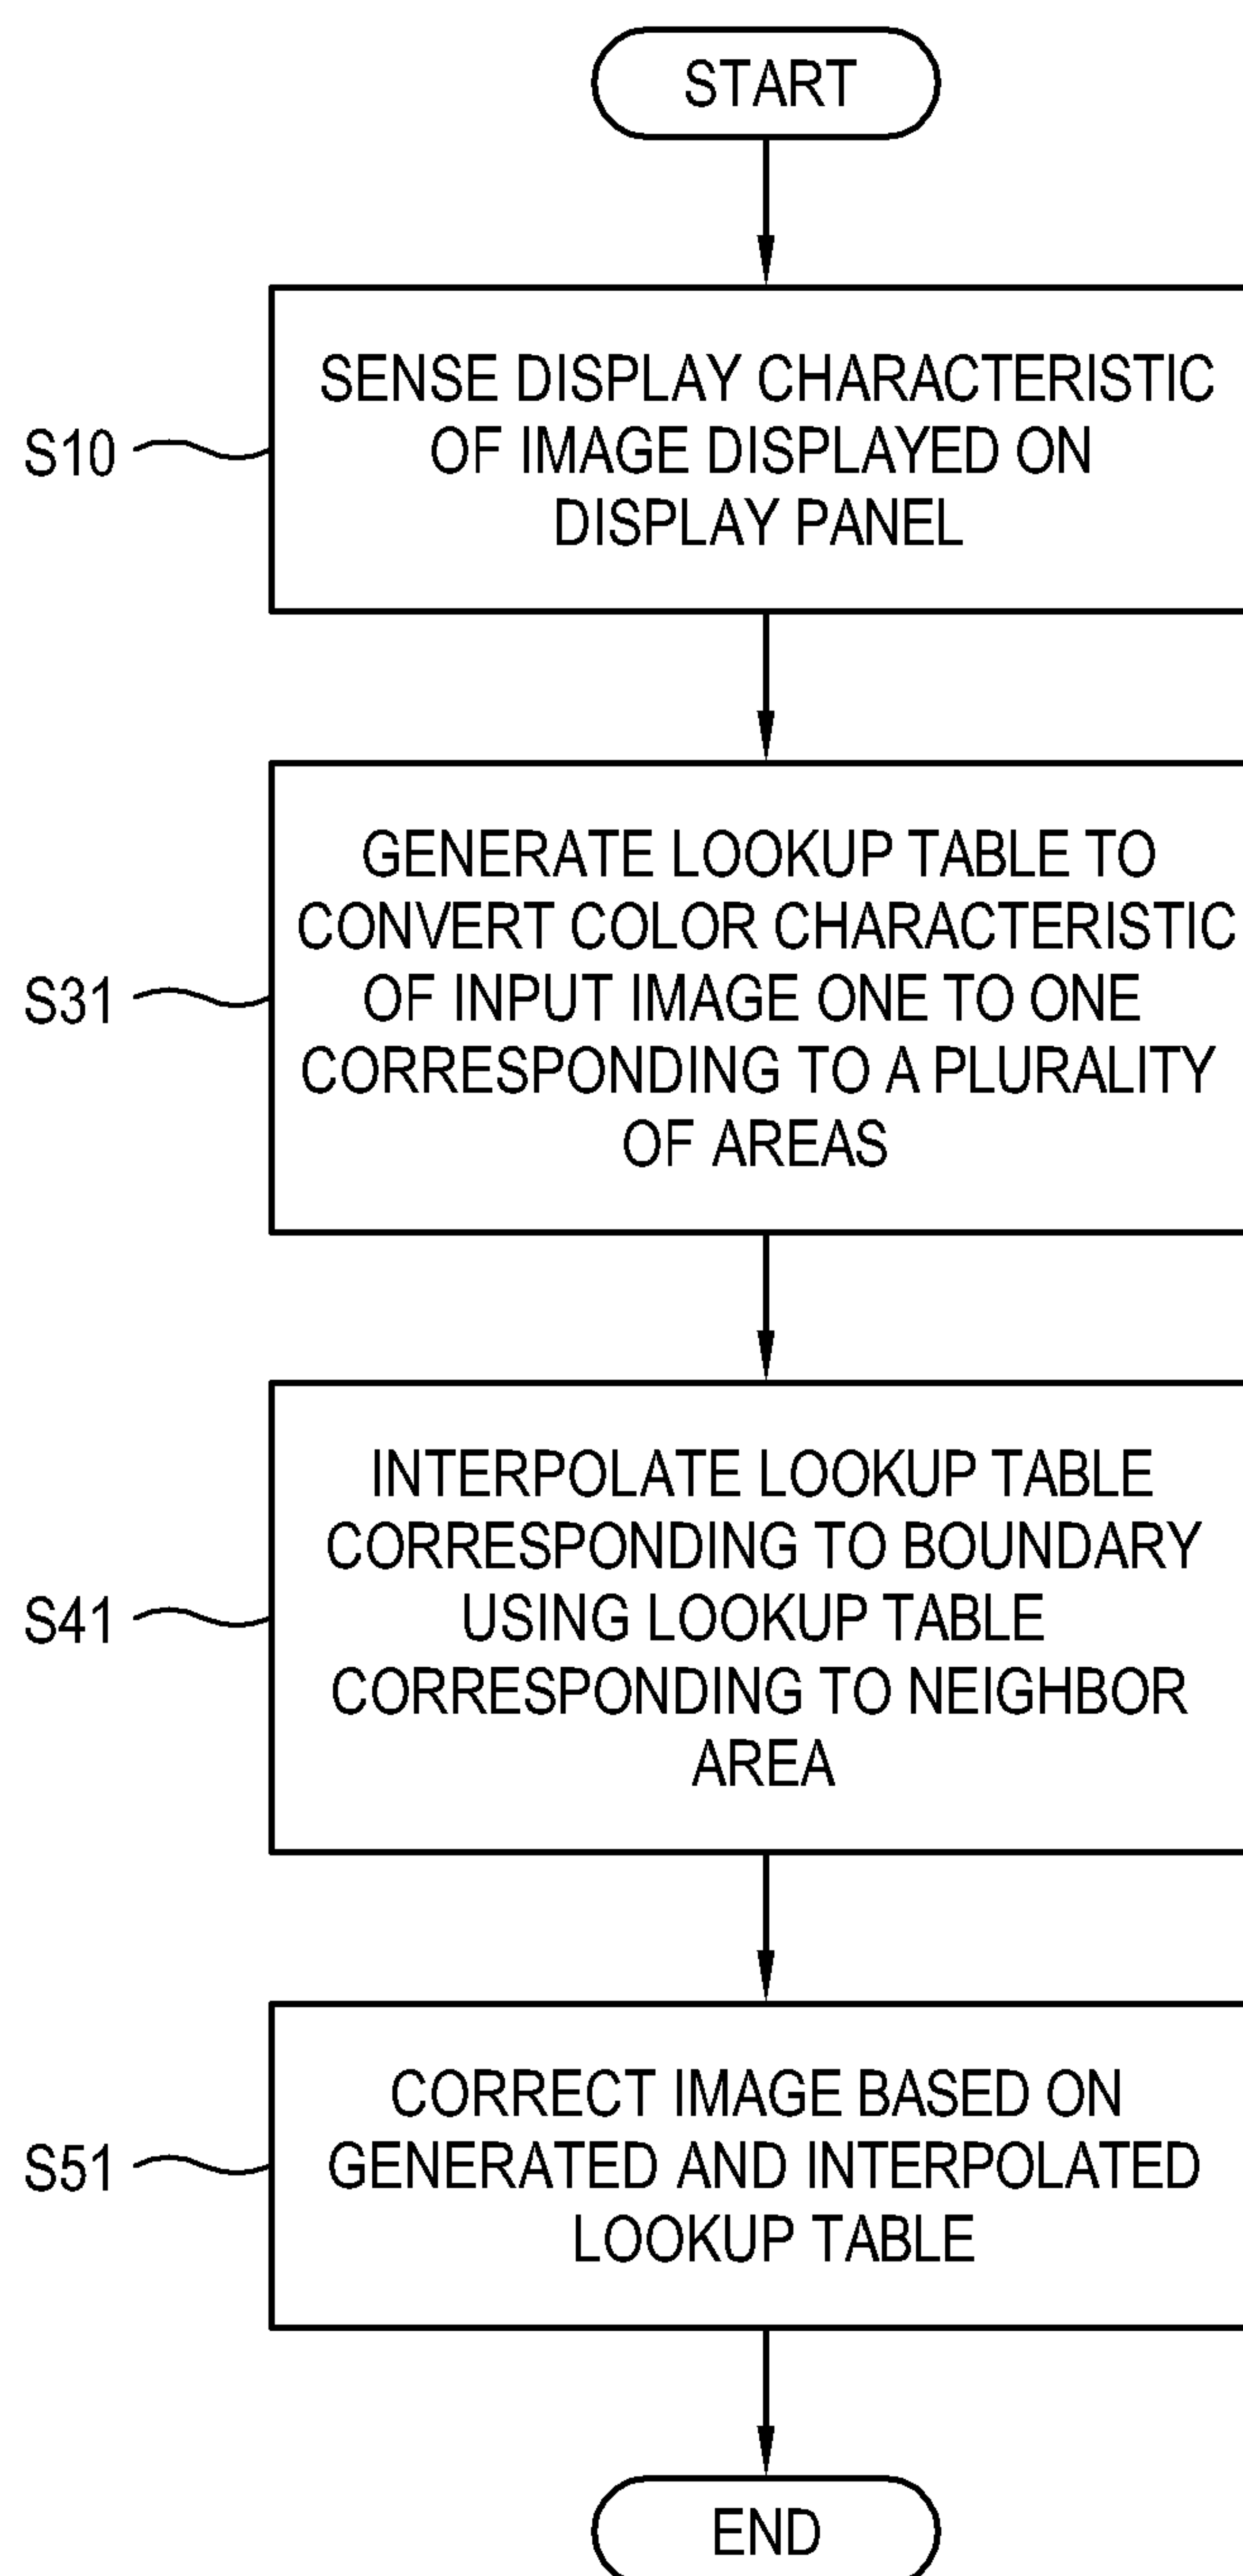 START
SENSE DISPLAY CHARACTERISTIC
OF IMAGE DISPLAYED ON
DISPLAY PANEL
S10
GENERATE LOOKUP TABLE TO
CONVERT COLOR CHARACTERISTIC
OF INPUT IMAGE ONE TO ONE
CORRESPONDING TO A PLURALITY
OF AREAS
S31
INTERPOLATE LOOKUP TABLE
CORRESPONDING TO BOUNDARY
USING LOOKUP TABLE
CORRESPONDING TO NEIGHBOR
AREA
S41
CORRECT IMAGE BASED ON
GENERATED AND INTERPOLATED
LOOKUP TABLE
S51
END